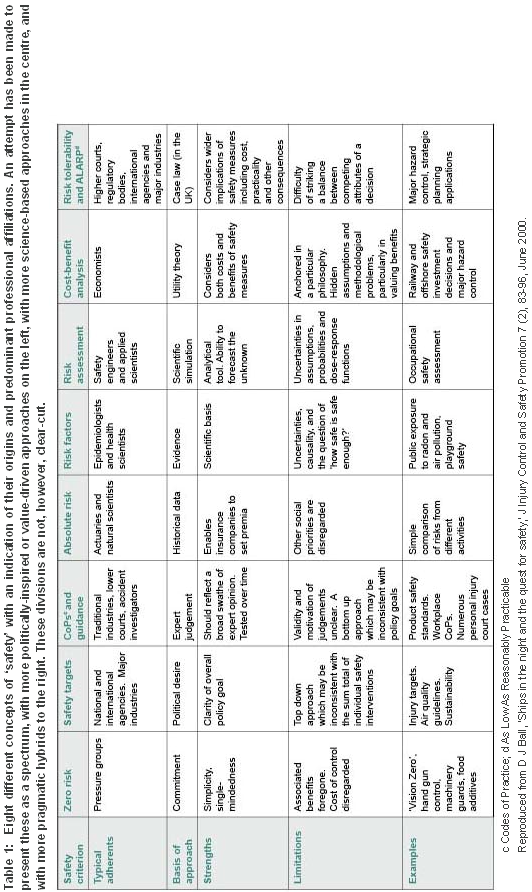 Table 1: Eight different concepts of 'safety' with an indication of their origins and predominant professional affiliations. An attempt has been made to
present these as a spectrum, with more politically-inspired or value-driven approaches on the left, with more science-based approaches in the centre, and
with more pragmatic hybrids to the right. These divisions are not, however, clear-cut.
Safety
criterion
Zero risk
Safety targets
CoPsᶜ and
guidance
Absolute risk
Risk factors
Risk
assessment
Cost-benefit
analysis
Risk tolerability
and ALARPᵈ
Typical
adherents
Pressure groups
National and
international
agencies. Major
industries
Traditional
industries, lower
courts, accident
investigators
Actuaries and
natural scientists
Epidemiologists
and health
scientists
Safety
engineers
and applied
scientists
Economists
Higher courts,
regulatory
bodies,
international
agencies and
major industries
Basis of
approach
Commitment
Political desire
Expert
judgement
Historical data
Evidence
Scientific
simulation
Utility theory
Case law (in the
UK)
Strengths
Simplicity,
single-
mindedness
Clarity of overall
policy goal
Should reflect a
broad swathe of
expert opinion.
Tested over time
Enables
insurance
companies to
set premia
Scientific basis
Analytical
tool. Ability to
forecast the
unknown
Considers
both costs and
benefits of safety
measures
Considers wider
implications of
safety measures
including cost,
practicality
and other
consequences
Limitations
Associated
benefits
foregone.
Cost of control
disregarded
Top down
approach
which may be
inconsistent with
the sum total of
individual safety
interventions
Validity and
motivation of
judgements
unclear. A
bottom up
approach
which may be
inconsistent with
policy goals
Other social
priorities are
disregarded
Uncertainties,
causality, and
the question of
'how safe is safe
enough?'
Uncertainties in
assumptions,
probabilities and
dose-response
functions
Anchored in
a particular
philosophy.
Hidden
assumptions and
methodological
problems,
particularly in
valuing benefits
Difficulty
of striking
a balance
between
competing
attributes of a
decision
Examples
'Vision Zero',
hand gun
control,
machinery
guards, food
additives
Injury targets.
Air quality
guidelines.
Sustainability
Product safety
standards.
Workplace
CoPs.
Numerous
personal injury
court cases
Simple
comparison
of risks from
different
activities
Public exposure
to radon and
air pollution,
playground
safety
Occupational
safety
assessment
Railway and
offshore safety
investment
decisions and
major hazard
control
Major hazard
control, strategic
planning
applications
c Codes of Practice; d As Low As Reasonably Practicable
Reproduced from D J Ball, 'Ships in the night and the quest for safety,' J Injury Control and Safety Promotion 7 (2), 83-96, June 2000.